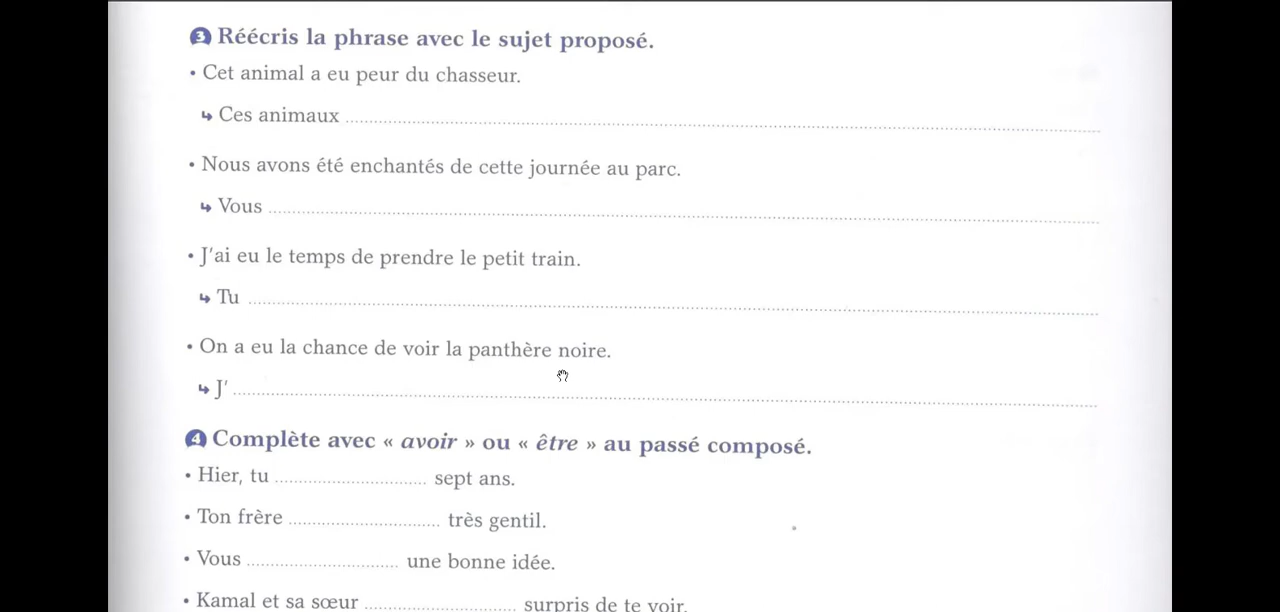 3 Réécris la phrase avec le sujet proposé.
• Cet animal a eu peur du chasseur.
↳ Ces animaux ........................
• Nous avons été enchantés de cette journée au parc.
↳ Vous ........................
• J'ai eu le temps de prendre le petit train.
↳ Tu ........................
• On a eu la chance de voir la panthère noire.
↳ J' ........................
4 Complète avec « avoir » ou « être » au passé composé.
• Hier, tu ........................ sept ans.
• Ton frère ........................ très gentil.
• Vous ........................ une bonne idée.
• Kamal et sa sœur ........................ surpris de te voir.